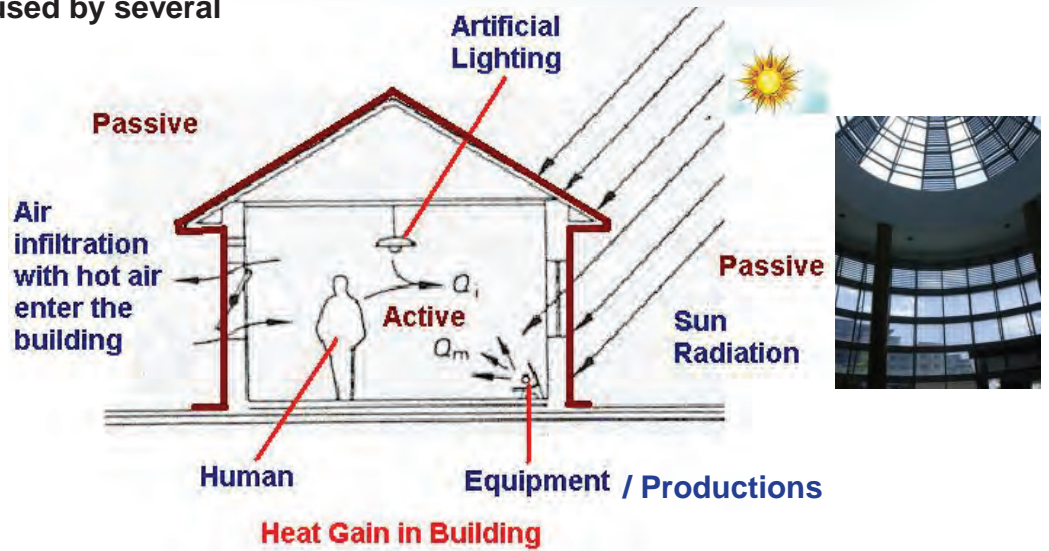 used by several
Artificial
Lighting
Passive
Air
infiltration
with hot air
enter the
building
Qi
Active
Qm
Passive
Sun
Radiation
Human
Equipment / Productions
Heat Gain in Building